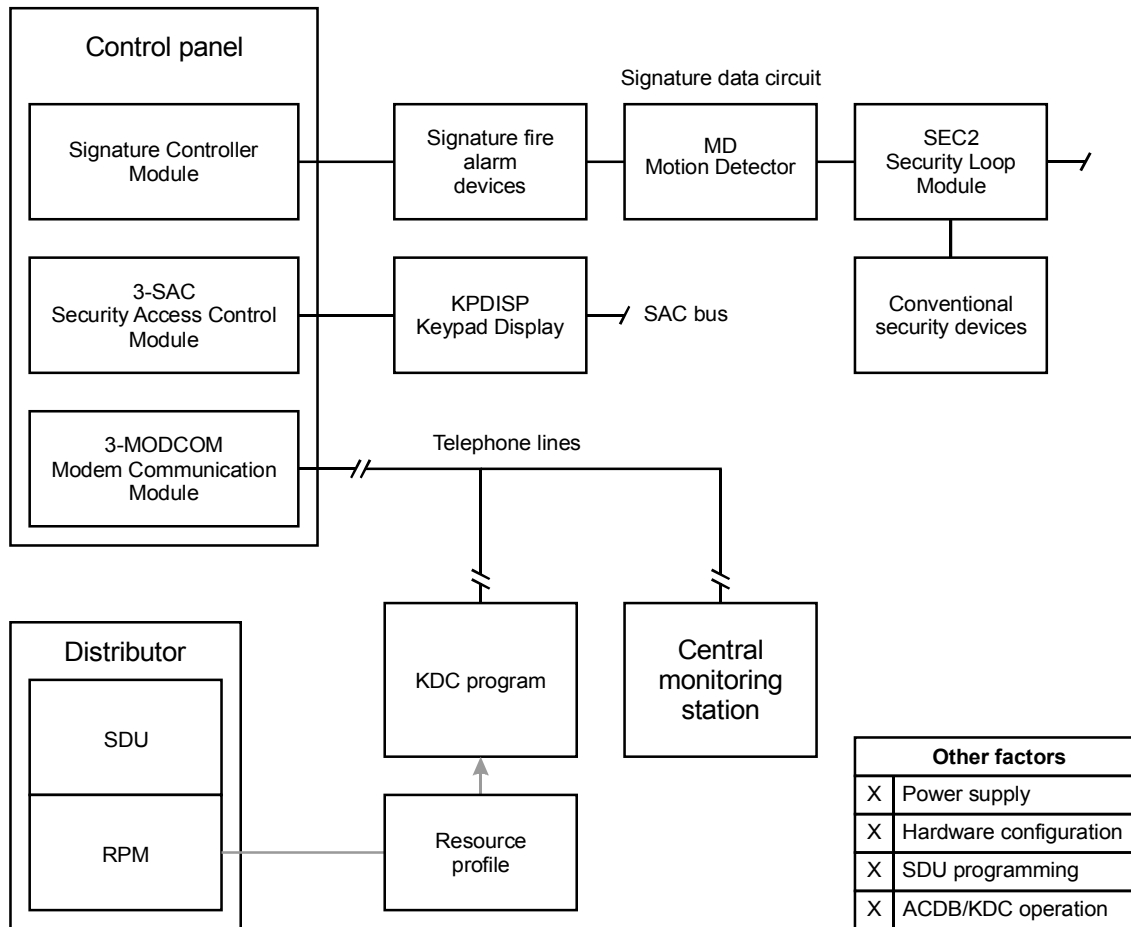 Control panel
Signature data circuit
Signature Controller
Module
Signature fire
alarm
devices
MD
Motion Detector
SEC2
Security Loop
Module
3-SAC
Security Access Control
Module
KPDISP
Keypad Display
SAC bus
Conventional
security devices
3-MODCOM
Modem Communication
Module
Telephone lines
Distributor
SDU
RPM
KDC program
Central
monitoring
station
Resource
profile
Other factors
X Power supply
X Hardware configuration
X SDU programming
X ACDB/KDC operation